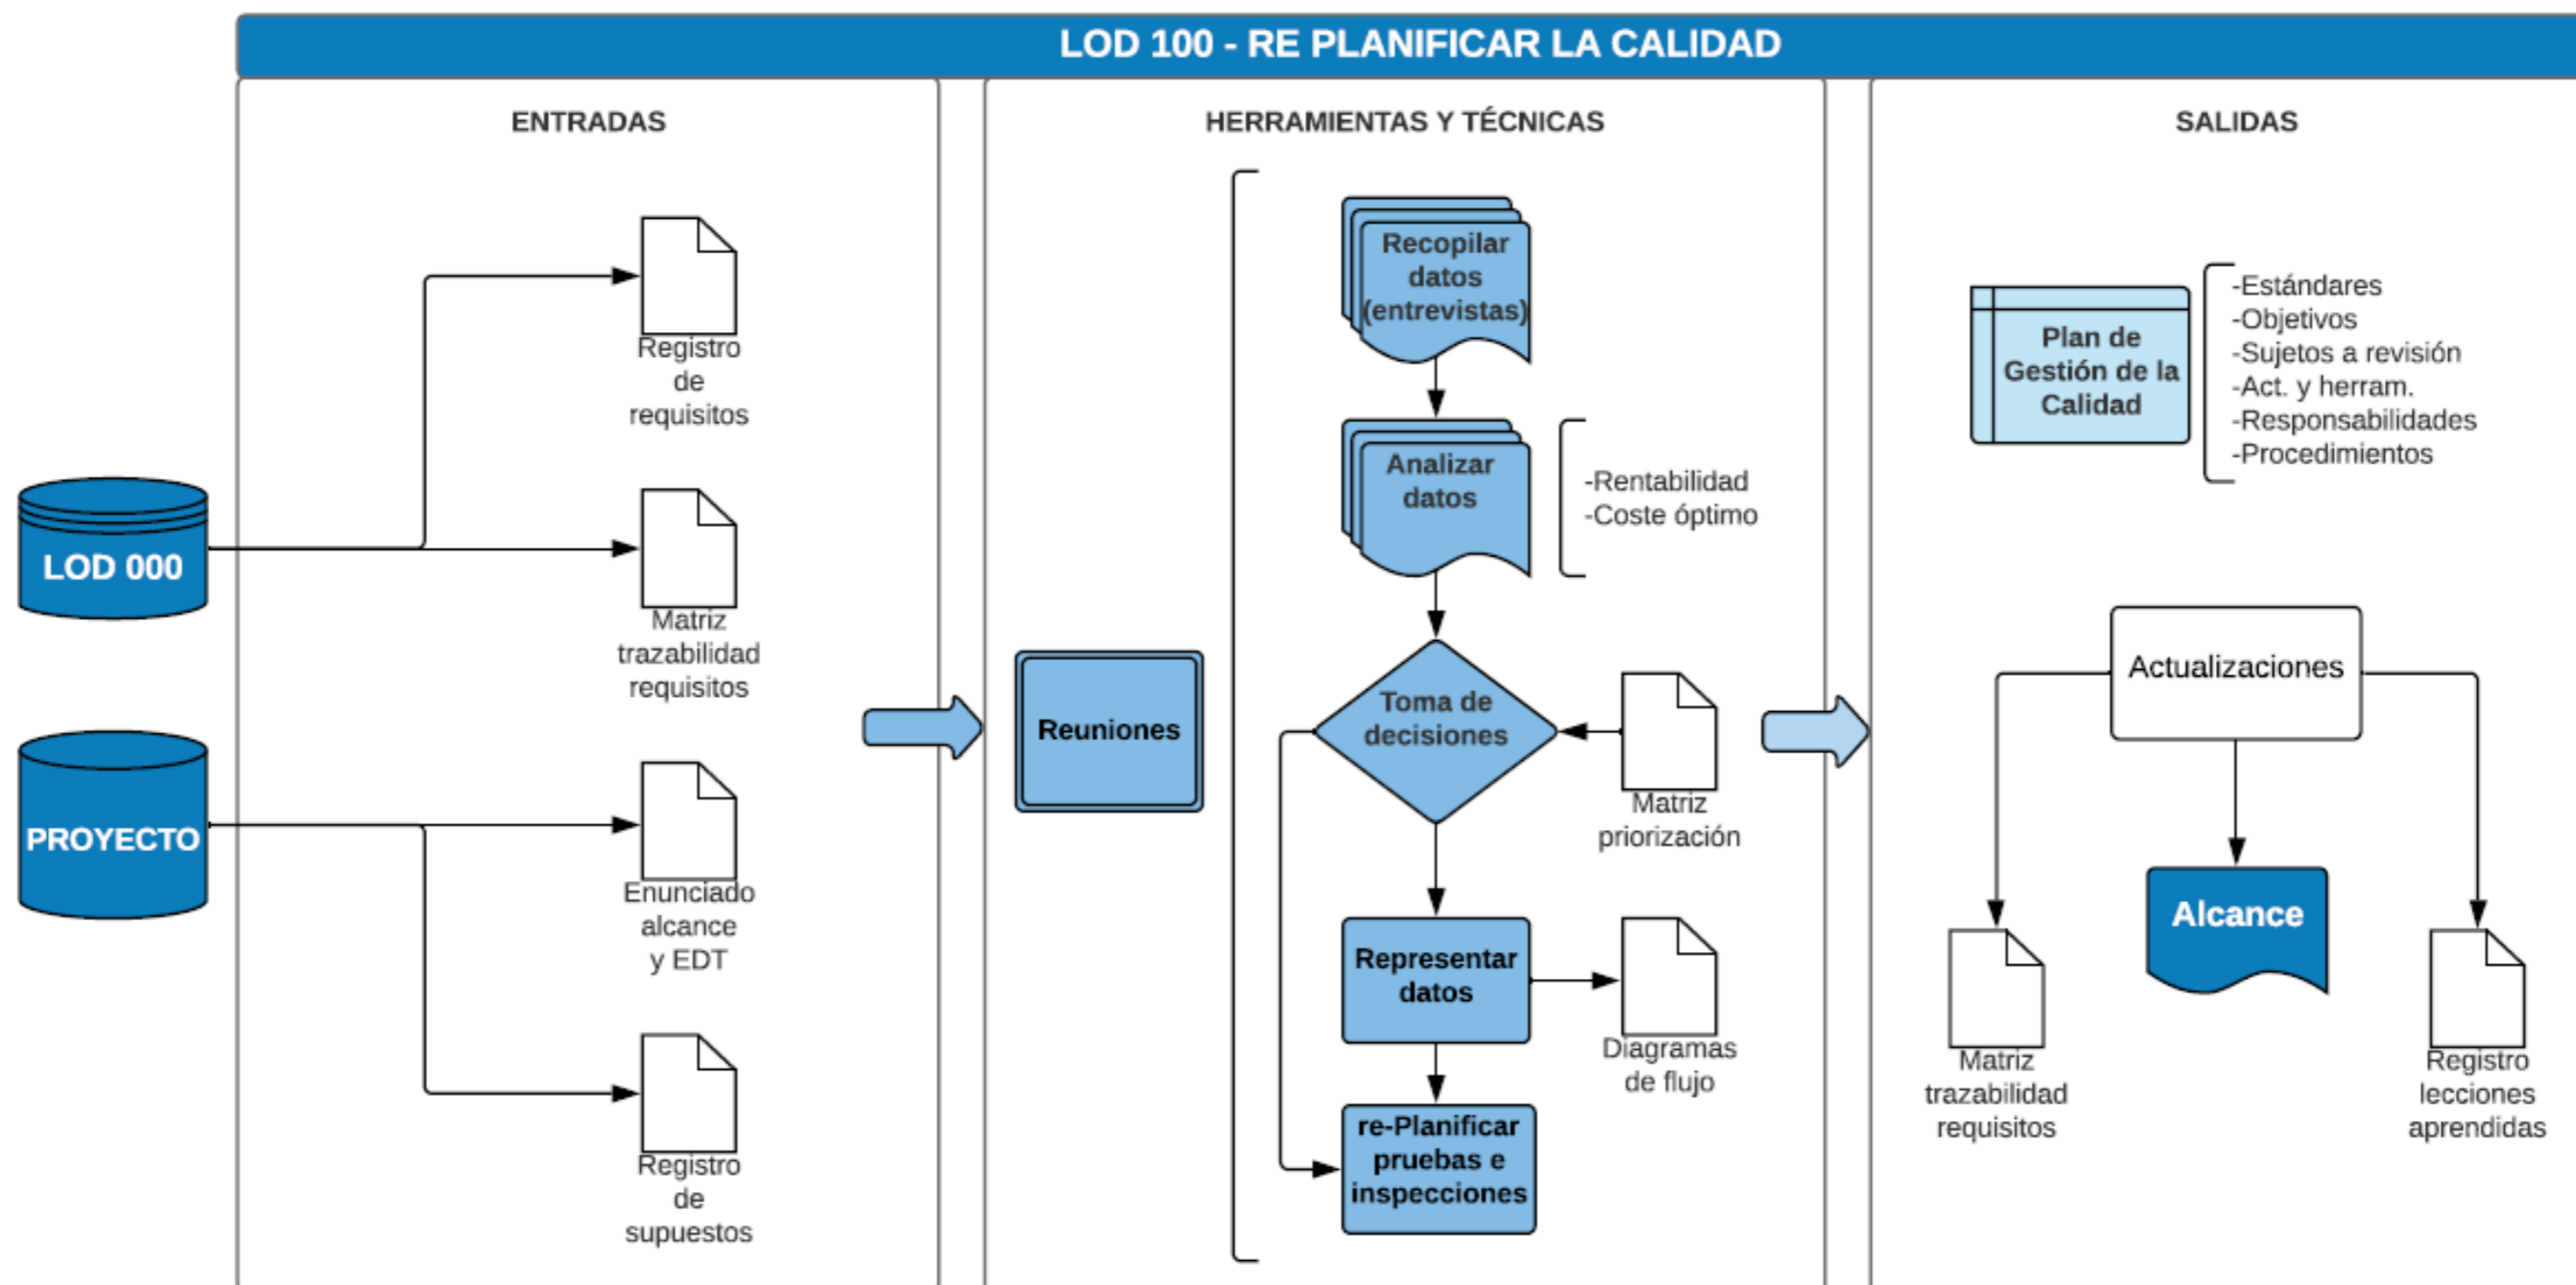 LOD 100 - RE PLANIFICAR LA CALIDAD
ENTRADAS
LOD 000
PROYECTO
Registro
de
requisitos
Matriz
trazabilidad
requisitos
Enunciado
alcance
y EDT
Registro
de
supuestos
HERRAMIENTAS Y TÉCNICAS
Reuniones
Recopilar
datos
(entrevistas)
Analizar
datos
-Rentabilidad
-Coste óptimo
Toma de
decisiones
Matriz
priorización
Representar
datos
Diagramas
de flujo
re-Planificar
pruebas e
inspecciones
SALIDAS
Plan de
Gestión de la
Calidad
-Estándares
-Objetivos
-Sujetos a revisión
-Act. y herram.
-Responsabilidades
-Procedimientos
Actualizaciones
Matriz
trazabilidad
requisitos
Alcance
Registro
lecciones
aprendidas